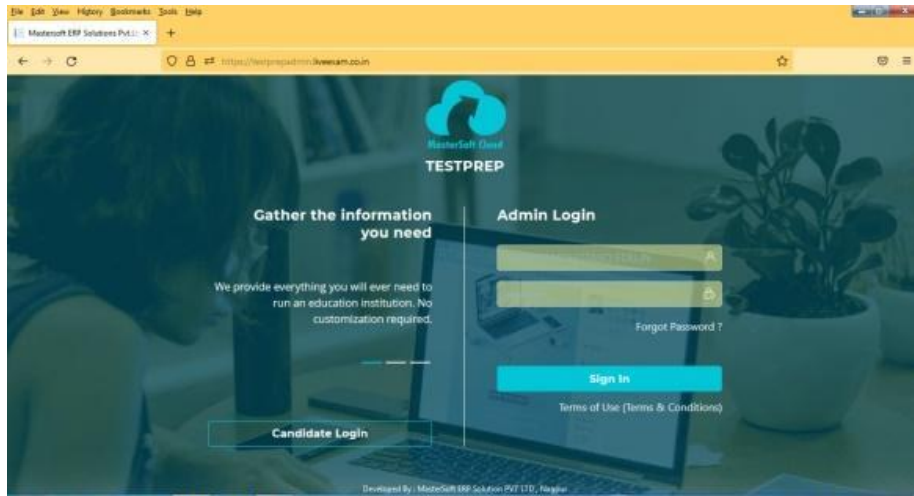 File Edit View History Bookmarks Tools Help
Mastersoft ERP Solutions Pvt.
https://testprepadmin.liveexam.co.in
MasterSoft Cloud
TESTPREP
Gather the information
you need
We provide everything you will ever need to
run an education institution. No
customization required.
Candidate Login
Admin Login
Forgot Password ?
Sign In
Terms of Use (Terms & Conditions)
Developed By : MasterSoft ERP Solution PVT LTD , Nagpur